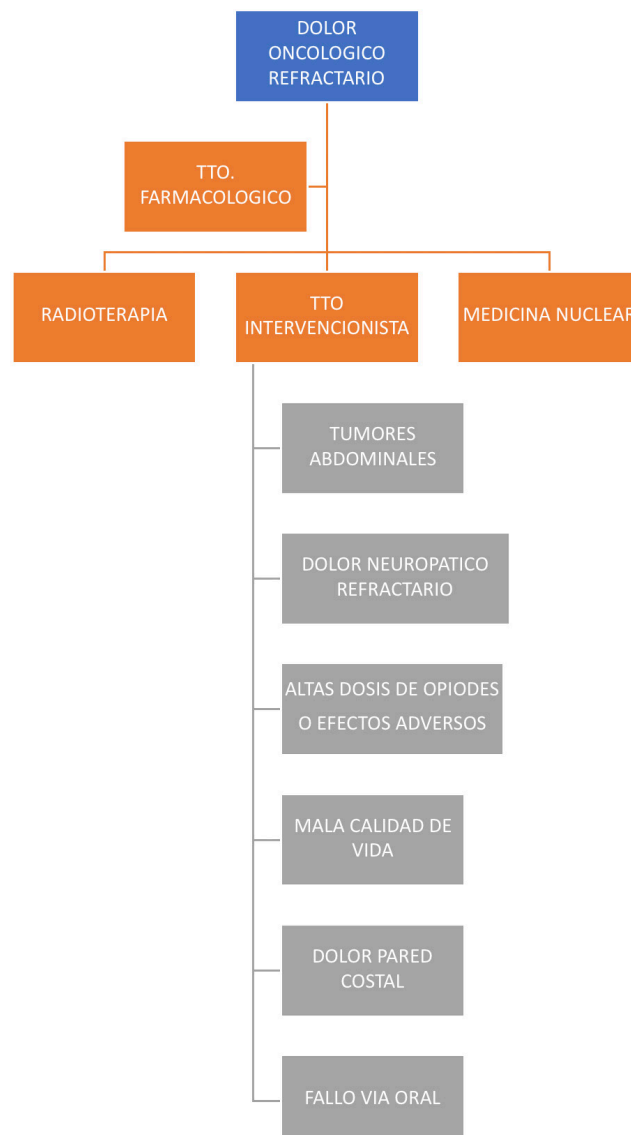 DOLOR
ONCOLOGICO
REFRACTARIO
TTO.
FARMACOLOGICO
RADIOTERAPIA
TTO
INTERVENCIONISTA
MEDICINA NUCLEAR
TUMORES
ABDOMINALES
DOLOR NEUROPATICO
REFRACTARIO
ALTAS DOSIS DE OPIODES
O EFECTOS ADVERSOS
MALA CALIDAD DE
VIDA
DOLOR PARED
COSTAL
FALLO VIA ORAL